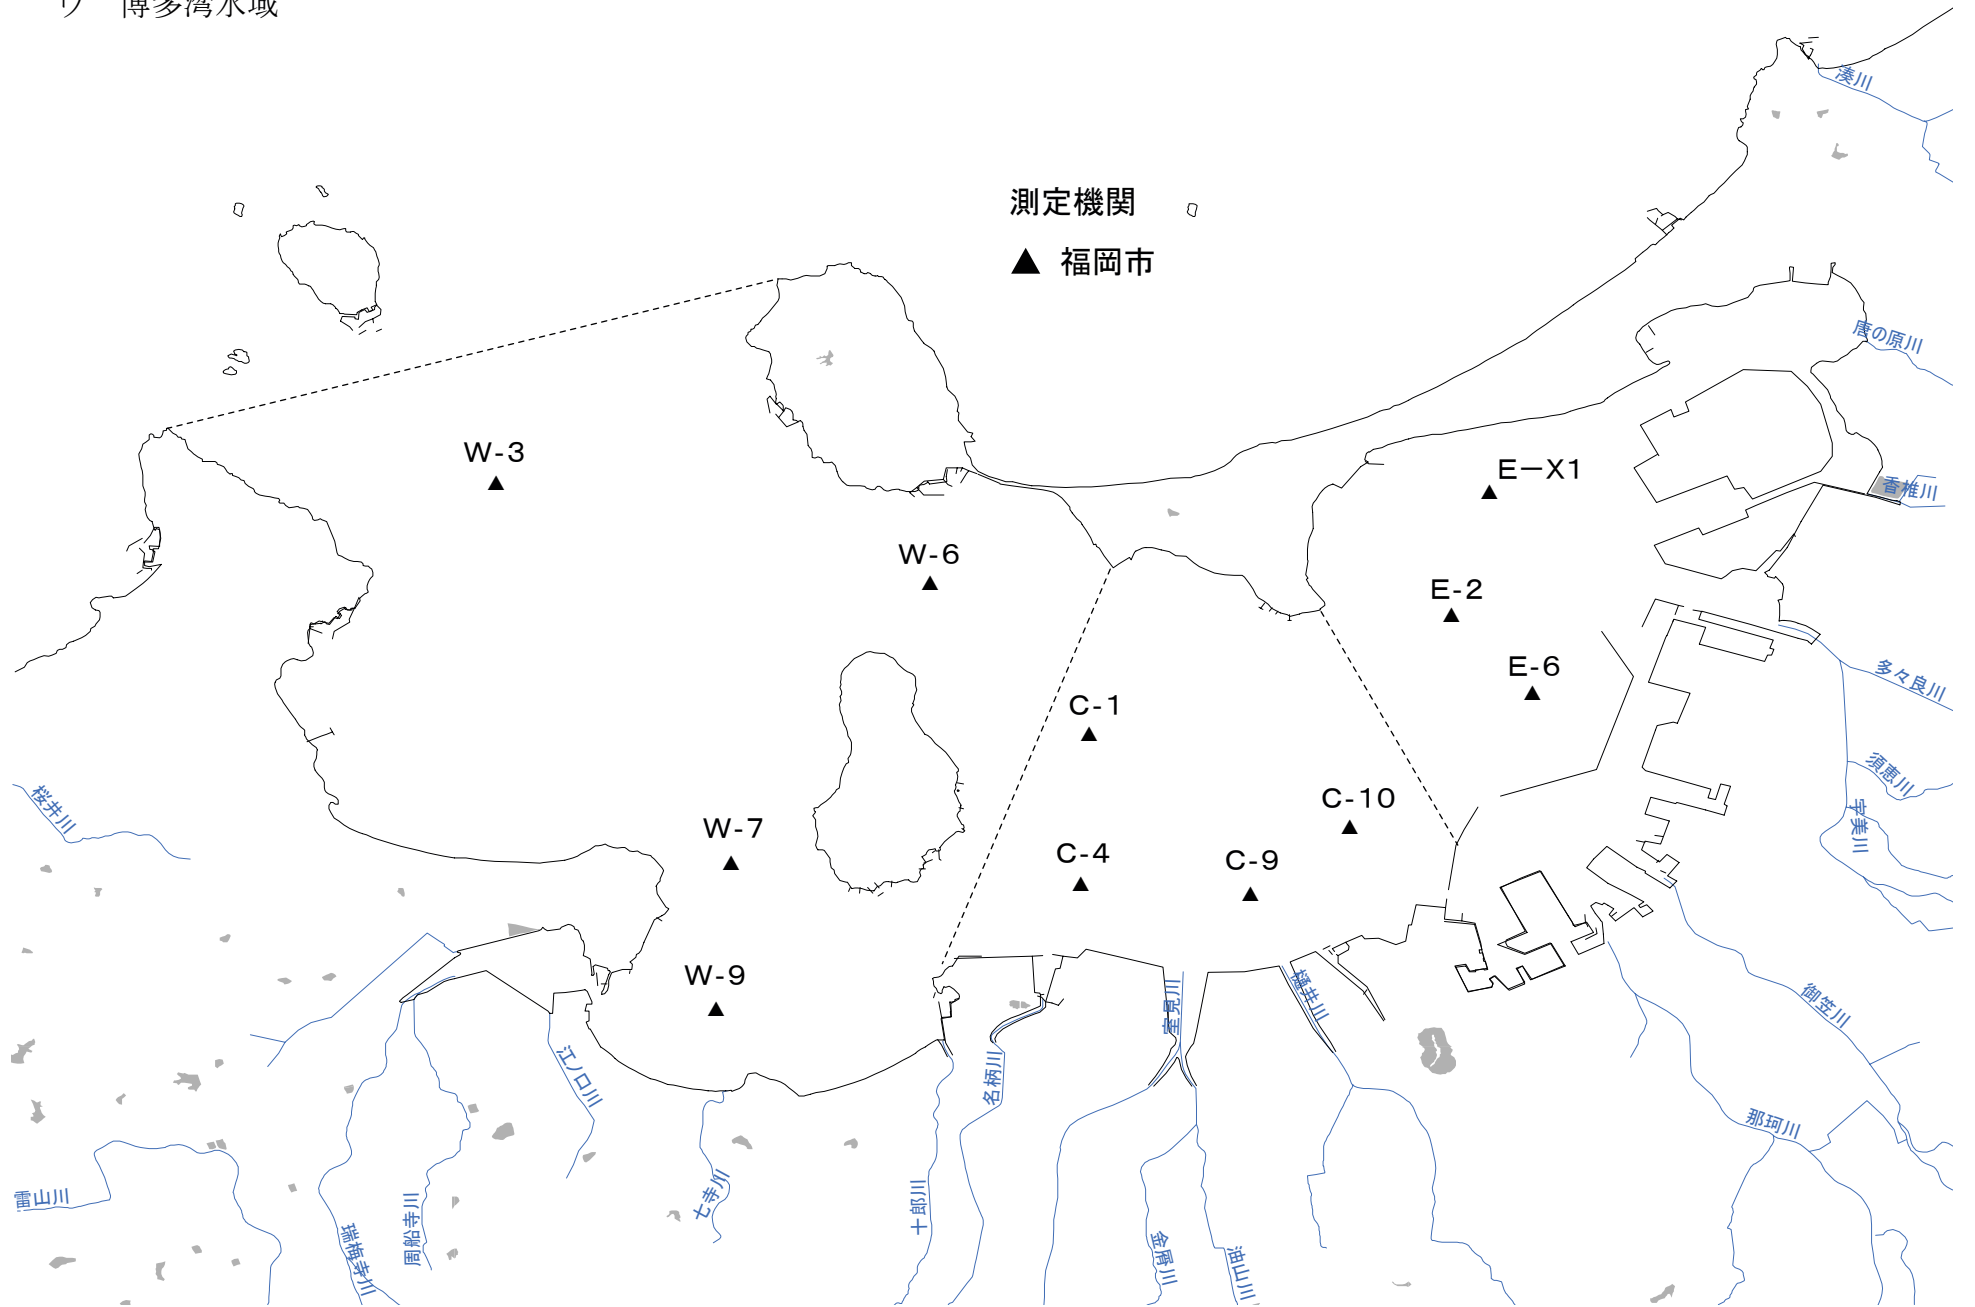 ウ 博多湾水域
湊川
測定機関
▲ 福岡市
唐の原川
W-3
E－X1
香椎川
W-6
E-2
E-6
多々良川
C-1
須恵川
桜井川
C-10
宇美川
W-7
C-4
C-9
W-9
室見川
樋井川
御笠川
江ノ口川
名柄川
那珂川
雷山川
七寺川
十郎川
周船寺川
瑞梅寺川
金屑川
油山川